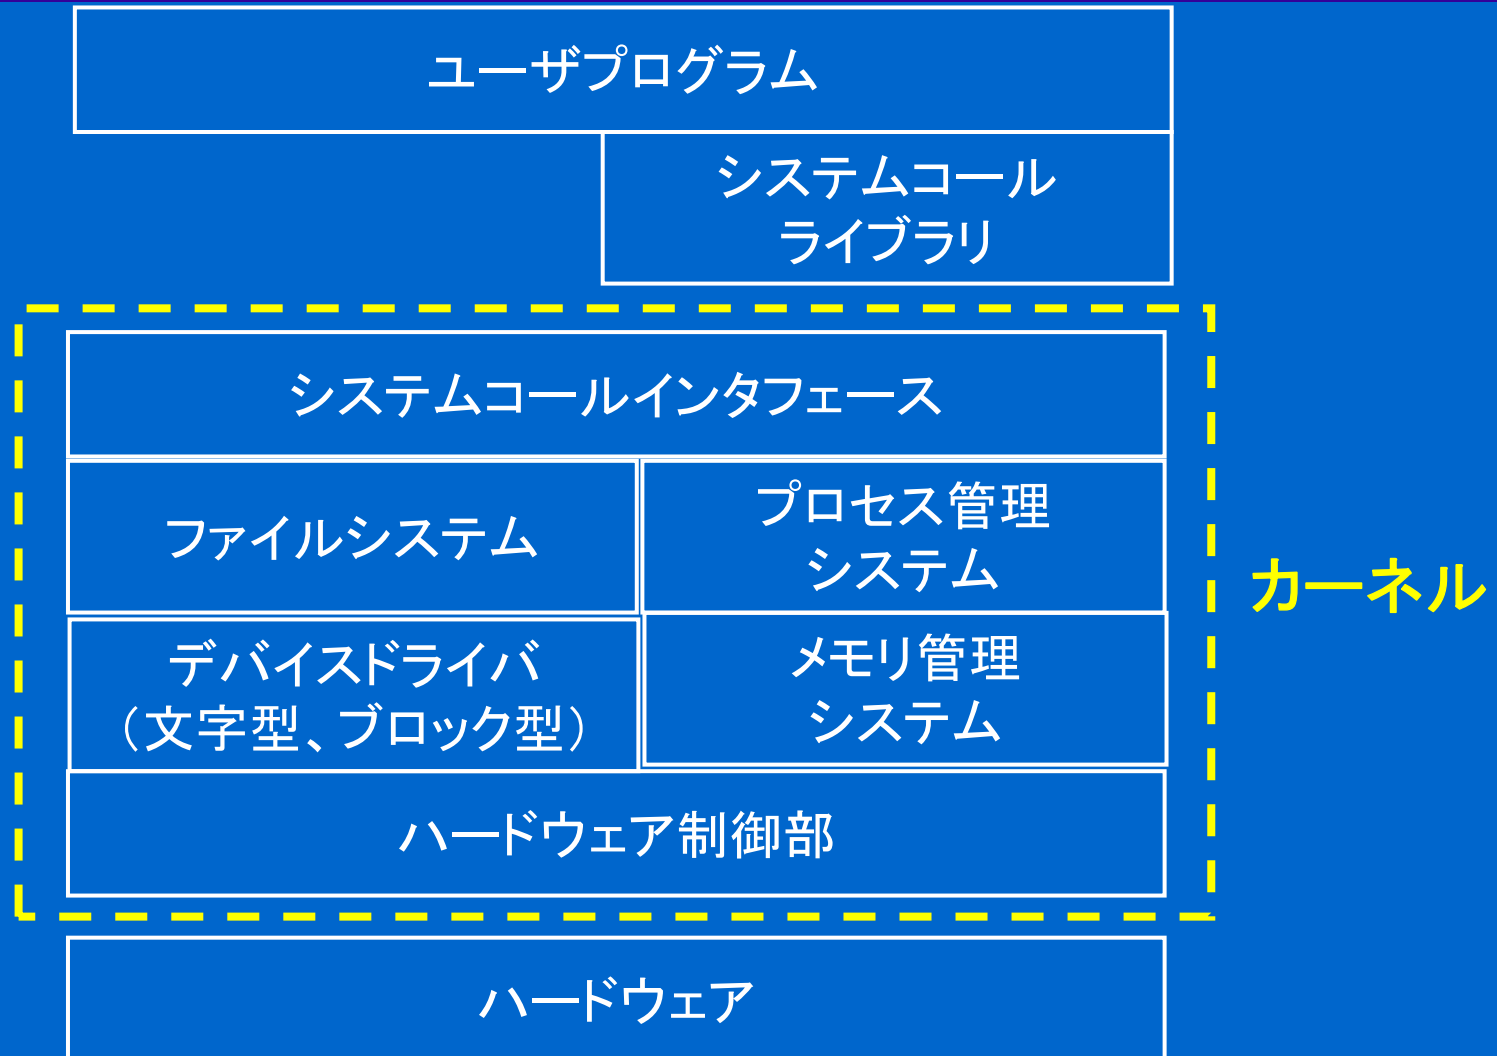 ユーザプログラム
システムコール
ライブラリ
システムコールインタフェース
ファイルシステム
プロセス管理
システム
カーネル
デバイスドライバ
（文字型、ブロック型）
メモリ管理
システム
ハードウェア制御部
ハードウェア